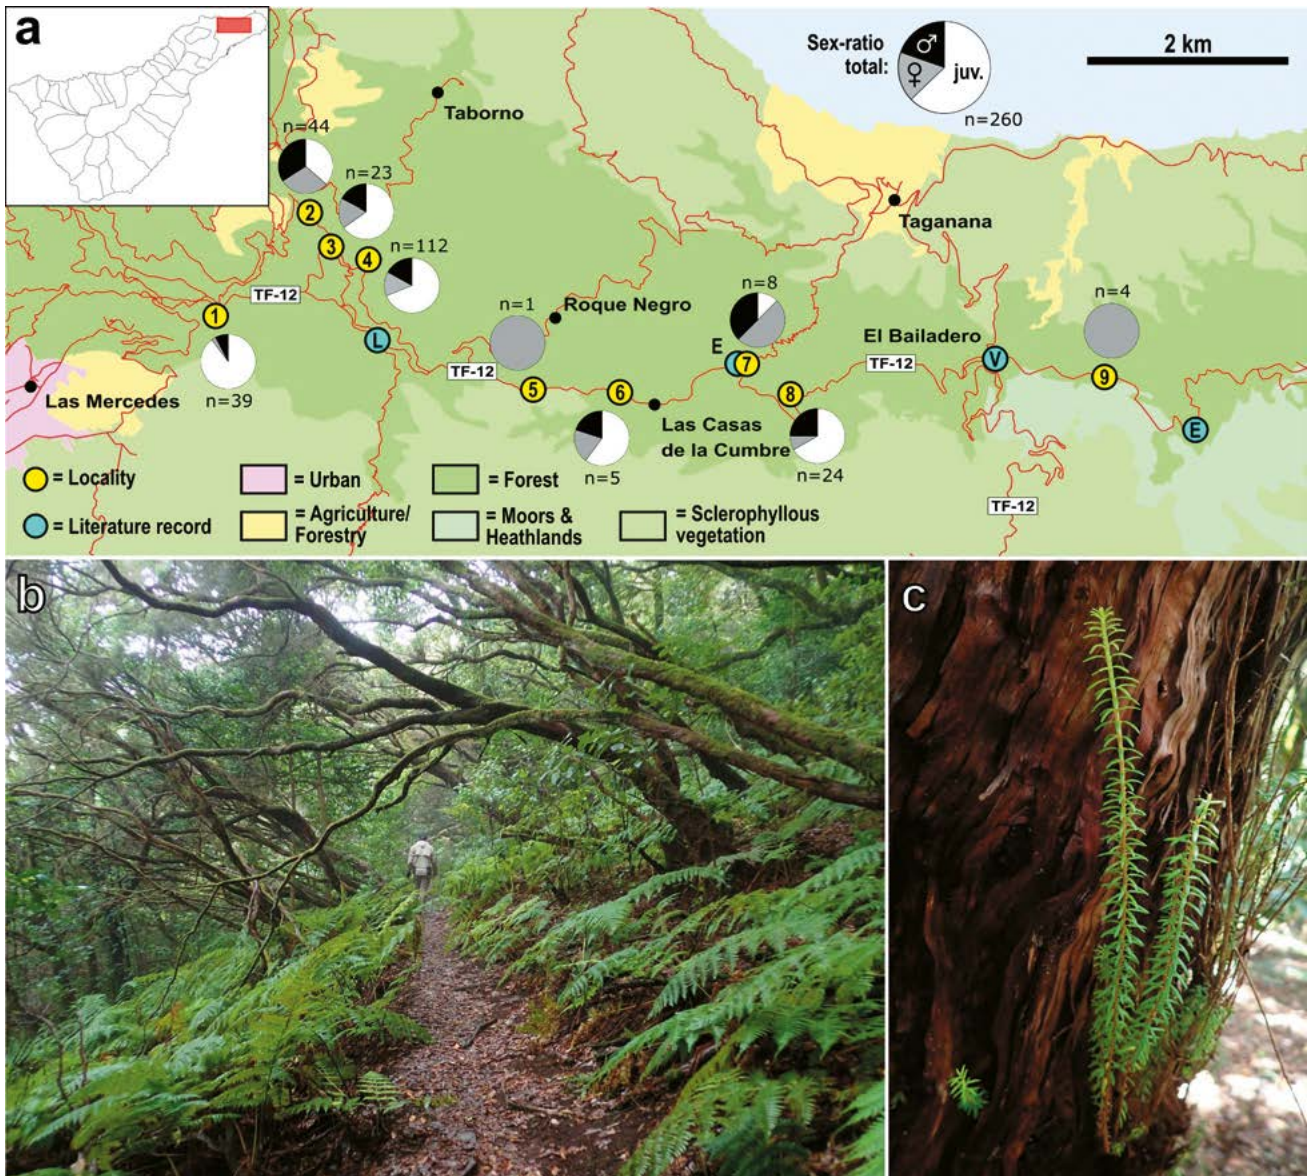 a
Sex-ratio
total:
♂
♀
juv.
n=260
2 km
Taborno
n=44
n=23
2
3
4
n=112
Taganana
TF-12
1
n=39
Las Mercedes
L
n=1
Roque Negro
TF-12
5
6
n=5
n=8
E
7
Las Casas
de la Cumbre
8
n=24
El Bailadero
TF-12
V
n=4
9
E
TF-12
= Locality
= Literature record
= Urban
= Agriculture/
Forestry
= Forest
= Moors &
Heathlands
= Sclerophyllous
vegetation
b
c